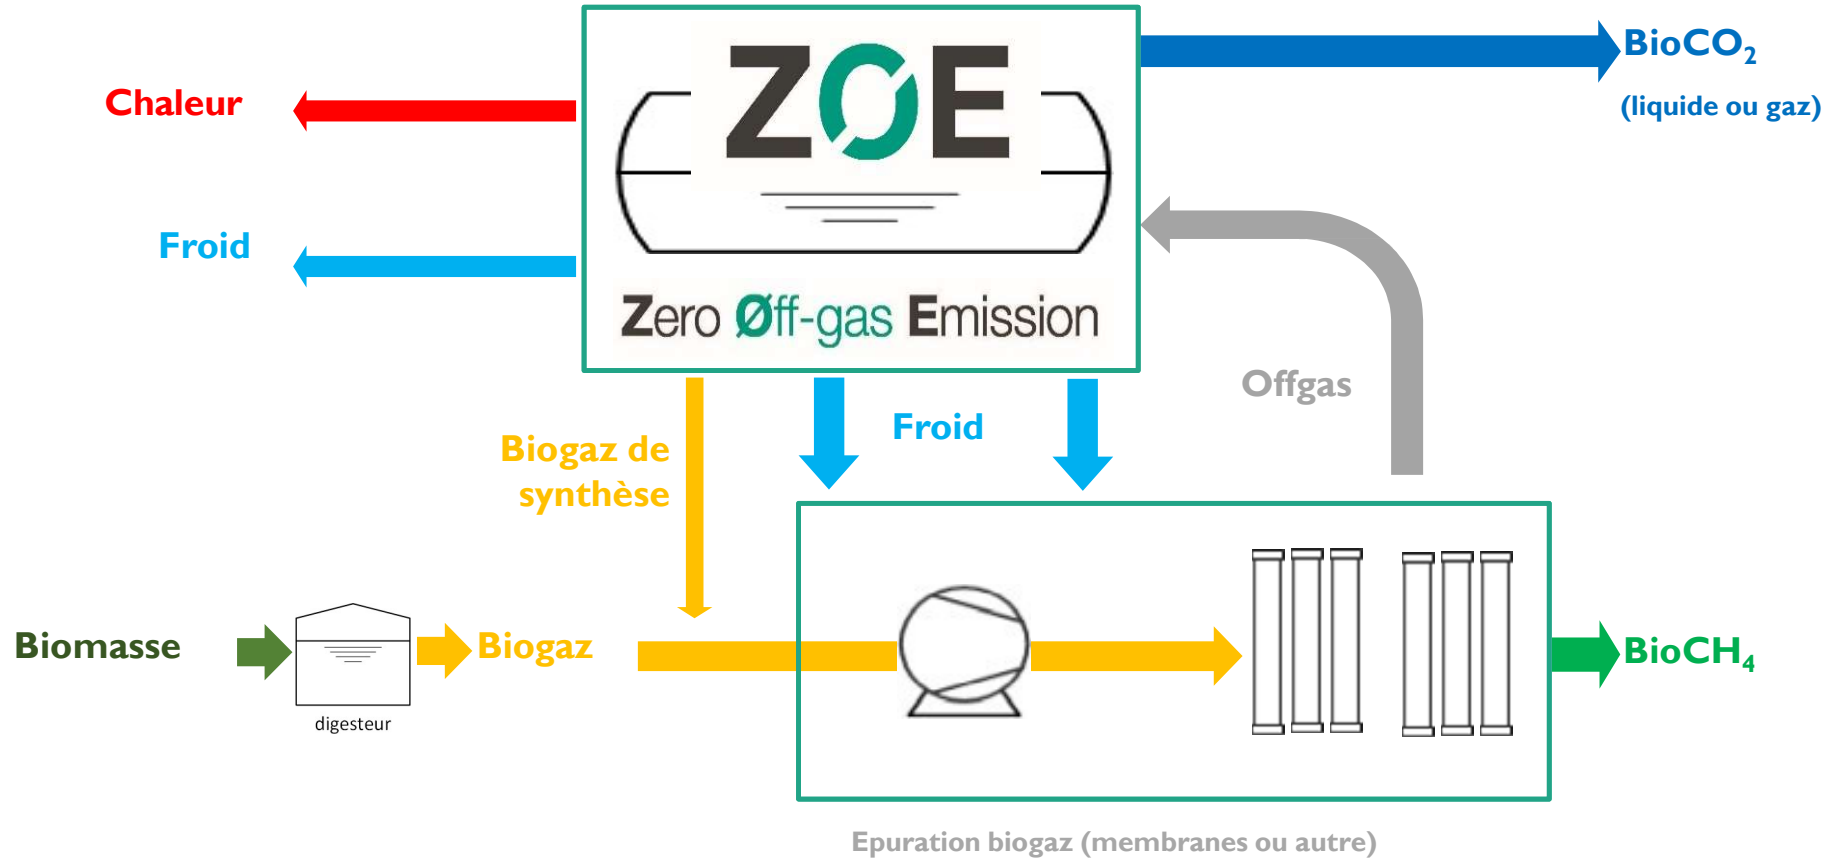 ZOE
BioCO₂
(liquide ou gaz)
Chaleur
Froid
Zero Øff-gas Emission
Offgas
Froid
Biogaz de
synthèse
Biomasse
Biogaz
BioCH₄
digesteur
Epuration biogaz (membranes ou autre)